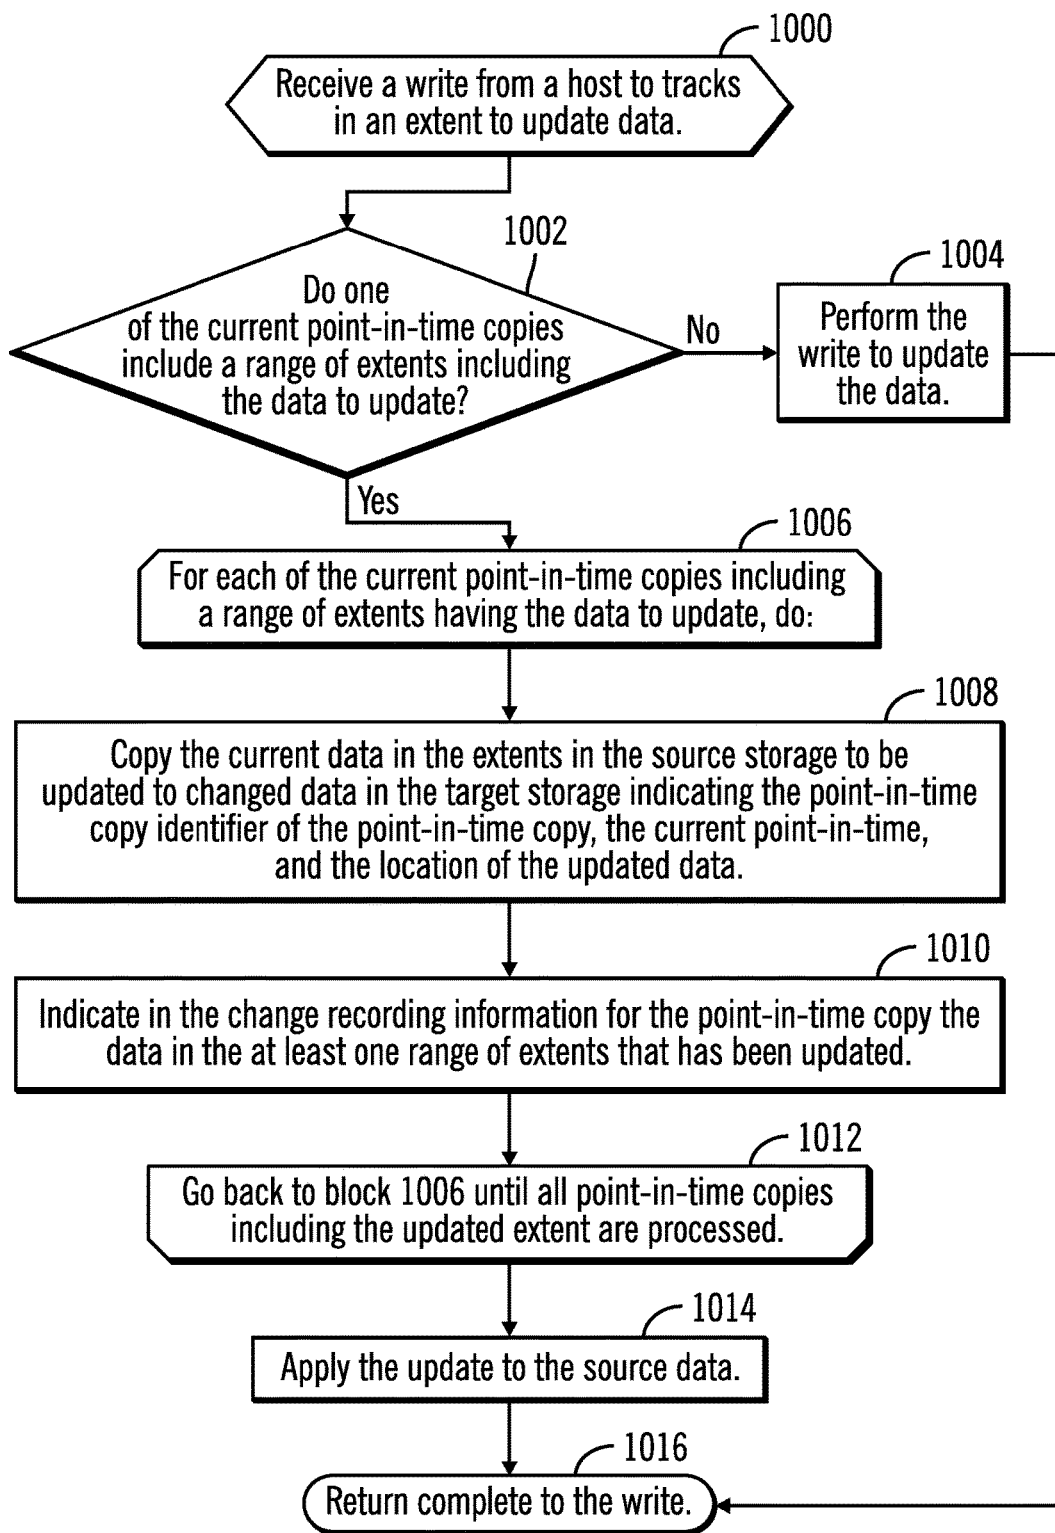 1000
Receive a write from a host to tracks
in an extent to update data.
1002
Do one
of the current point-in-time copies
include a range of extents including
the data to update?
No
1004
Perform the
write to update
the data.
Yes
1006
For each of the current point-in-time copies including
a range of extents having the data to update, do:
1008
Copy the current data in the extents in the source storage to be
updated to changed data in the target storage indicating the point-in-time
copy identifier of the point-in-time copy, the current point-in-time,
and the location of the updated data.
1010
Indicate in the change recording information for the point-in-time copy the
data in the at least one range of extents that has been updated.
1012
Go back to block 1006 until all point-in-time copies
including the updated extent are processed.
1014
Apply the update to the source data.
1016
Return complete to the write.